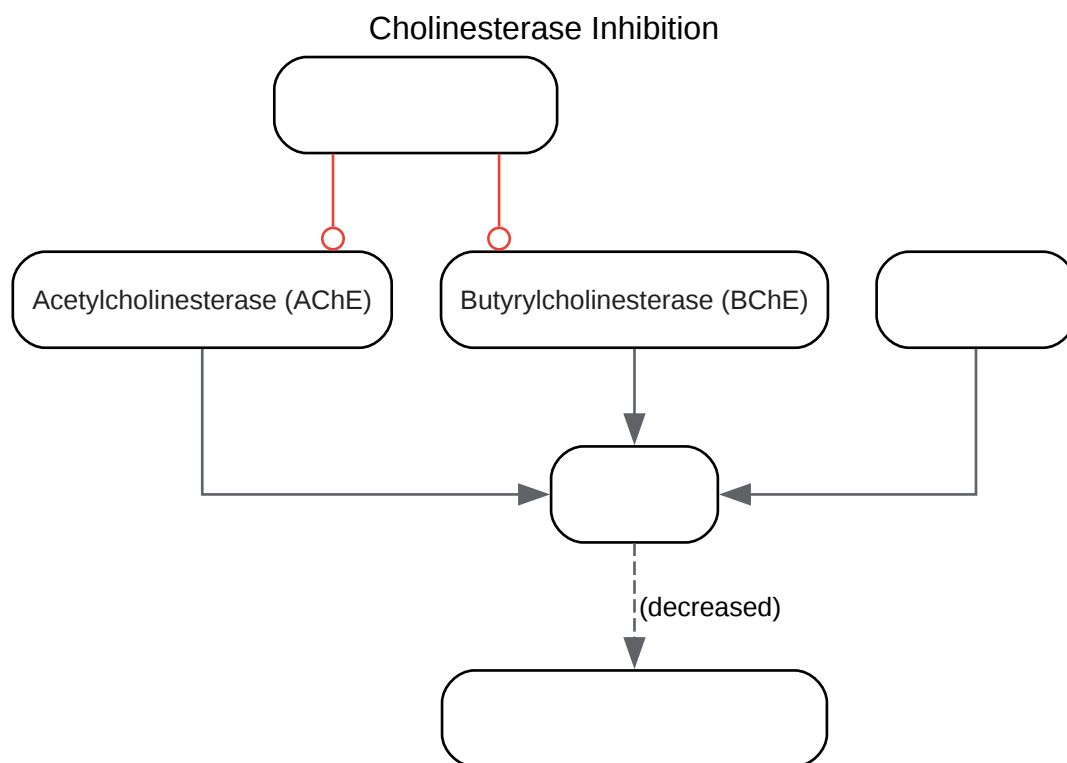 Cholinesterase Inhibition
Acetylcholinesterase (AChE)
Butyrylcholinesterase (BChE)
(decreased)